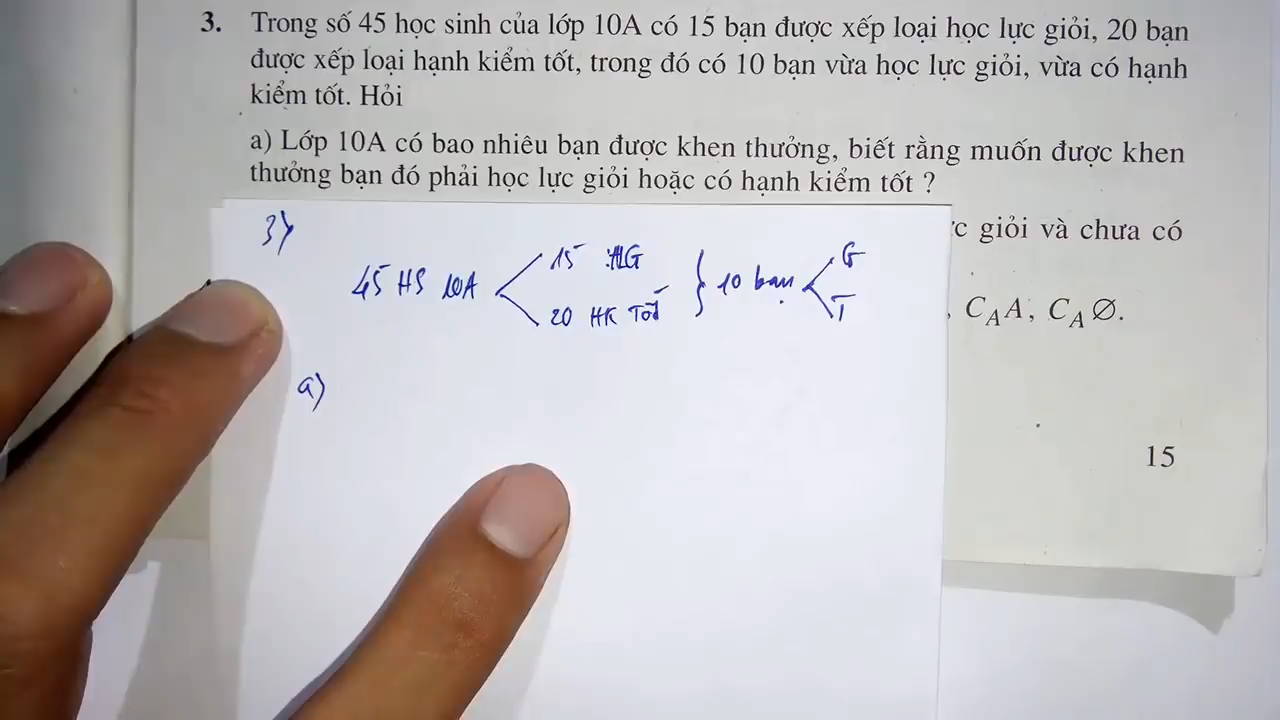 3. Trong số 45 học sinh của lớp 10A có 15 bạn được xếp loại học lực giỏi, 20 bạn
được xếp loại hạnh kiểm tốt, trong đó có 10 bạn vừa học lực giỏi, vừa có hạnh
kiểm tốt. Hỏi
a) Lớp 10A có bao nhiêu bạn được khen thưởng, biết rằng muốn được khen
thưởng bạn đó phải học lực giỏi hoặc có hạnh kiểm tốt ?
giỏi và chưa có
, C_A A, C_A ∅.
3)
45 HS 10A
15 HG
20 HK Tốt
10 bạn
G
T
a)
15